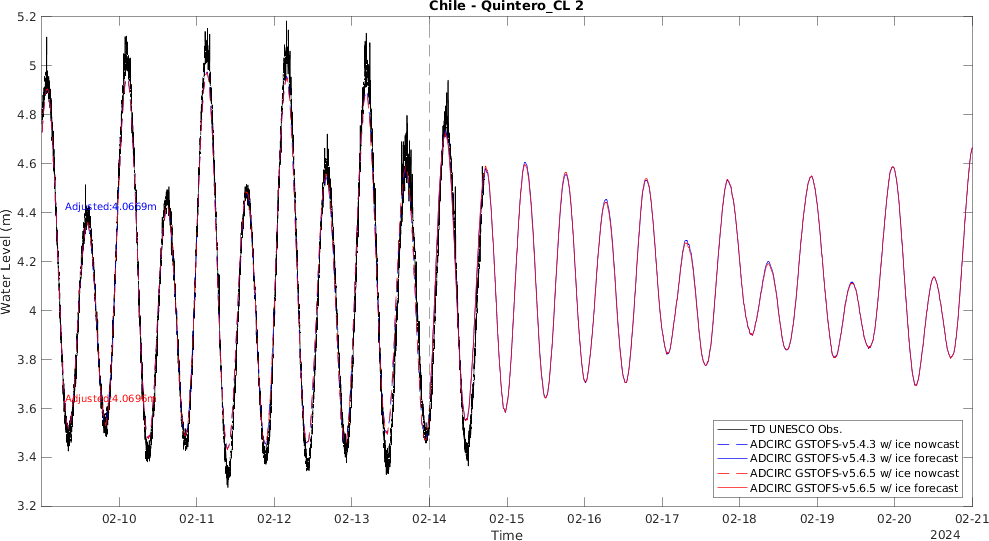 Chile - Quintero_CL 2
5.2
5
4.8
4.6
4.4
4.2
4
3.8
3.6
3.4
3.2
Water Level (m)
Adjusted:4.0669m
Adjusted:4.0696m
TD UNESCO Obs.
ADCIRC GSTOFS-v5.4.3 w/ ice nowcast
ADCIRC GSTOFS-v5.4.3 w/ ice forecast
ADCIRC GSTOFS-v5.6.5 w/ ice nowcast
ADCIRC GSTOFS-v5.6.5 w/ ice forecast
02-10 02-11 02-12 02-13 02-14 02-15 02-16 02-17 02-18 02-19 02-20 02-21
Time
2024